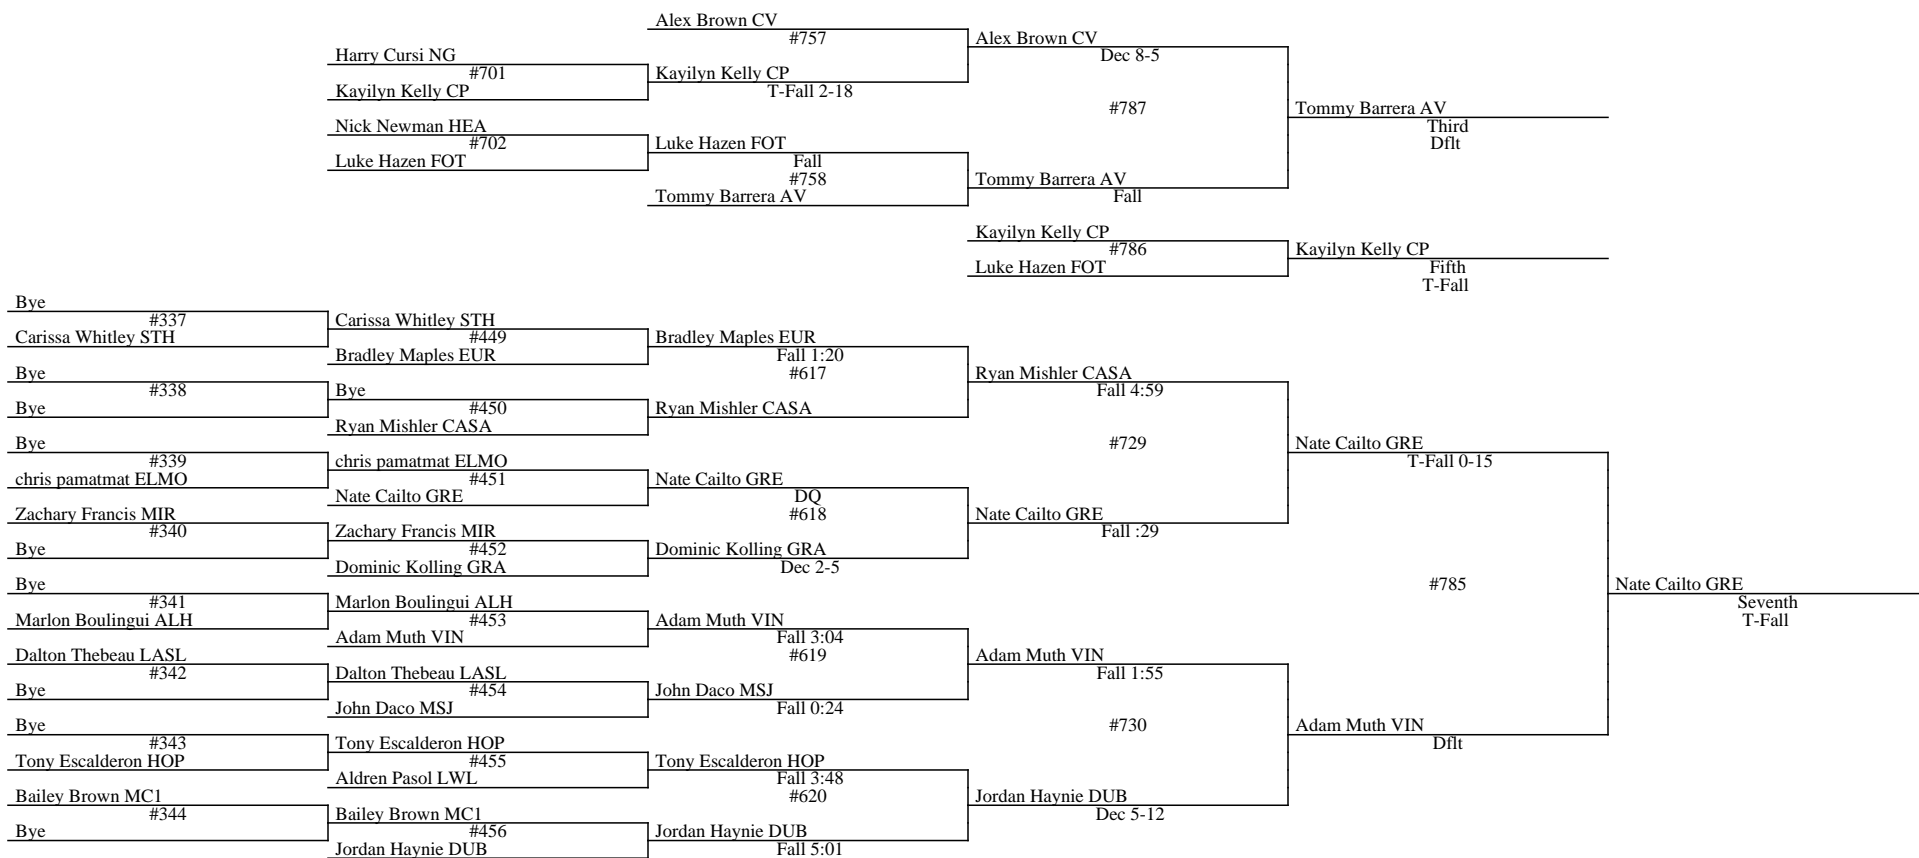 Alex Brown CV
#757
Alex Brown CV
Dec 8-5
Harry Cursi NG
#701
Kayilyn Kelly CP
Kayilyn Kelly CP
T-Fall 2-18
#787
Tommy Barrera AV
Third
Dflt
Nick Newman HEA
#702
Luke Hazen FOT
Luke Hazen FOT
Fall
#758
Tommy Barrera AV
Tommy Barrera AV
Fall
Kayilyn Kelly CP
#786
Luke Hazen FOT
Kayilyn Kelly CP
Fifth
T-Fall
Bye
#337
Carissa Whitley STH
Carissa Whitley STH
#449
Bradley Maples EUR
Bradley Maples EUR
Fall 1:20
#617
Bye
#338
Bye
Bye
#450
Ryan Mishler CASA
Ryan Mishler CASA
Ryan Mishler CASA
Fall 4:59
#729
Bye
#339
chris pamatmat ELMO
chris pamatmat ELMO
#451
Nate Cailto GRE
Nate Cailto GRE
DQ
#618
Nate Cailto GRE
Fall :29
Nate Cailto GRE
T-Fall 0-15
Zachary Francis MIR
#340
Bye
Zachary Francis MIR
#452
Dominic Kolling GRA
Dominic Kolling GRA
Dec 2-5
#785
Nate Cailto GRE
Seventh
T-Fall
Bye
#341
Marlon Boulingui ALH
Marlon Boulingui ALH
#453
Adam Muth VIN
Adam Muth VIN
Fall 3:04
#619
Adam Muth VIN
Fall 1:55
Dalton Thebeau LASL
#342
Bye
Dalton Thebeau LASL
#454
John Daco MSJ
John Daco MSJ
Fall 0:24
#730
Adam Muth VIN
Dflt
Bye
#343
Tony Escalderon HOP
Tony Escalderon HOP
#455
Aldren Pasol LWL
Tony Escalderon HOP
Fall 3:48
#620
Jordan Haynie DUB
Dec 5-12
Bailey Brown MC1
#344
Bye
Bailey Brown MC1
#456
Jordan Haynie DUB
Jordan Haynie DUB
Fall 5:01